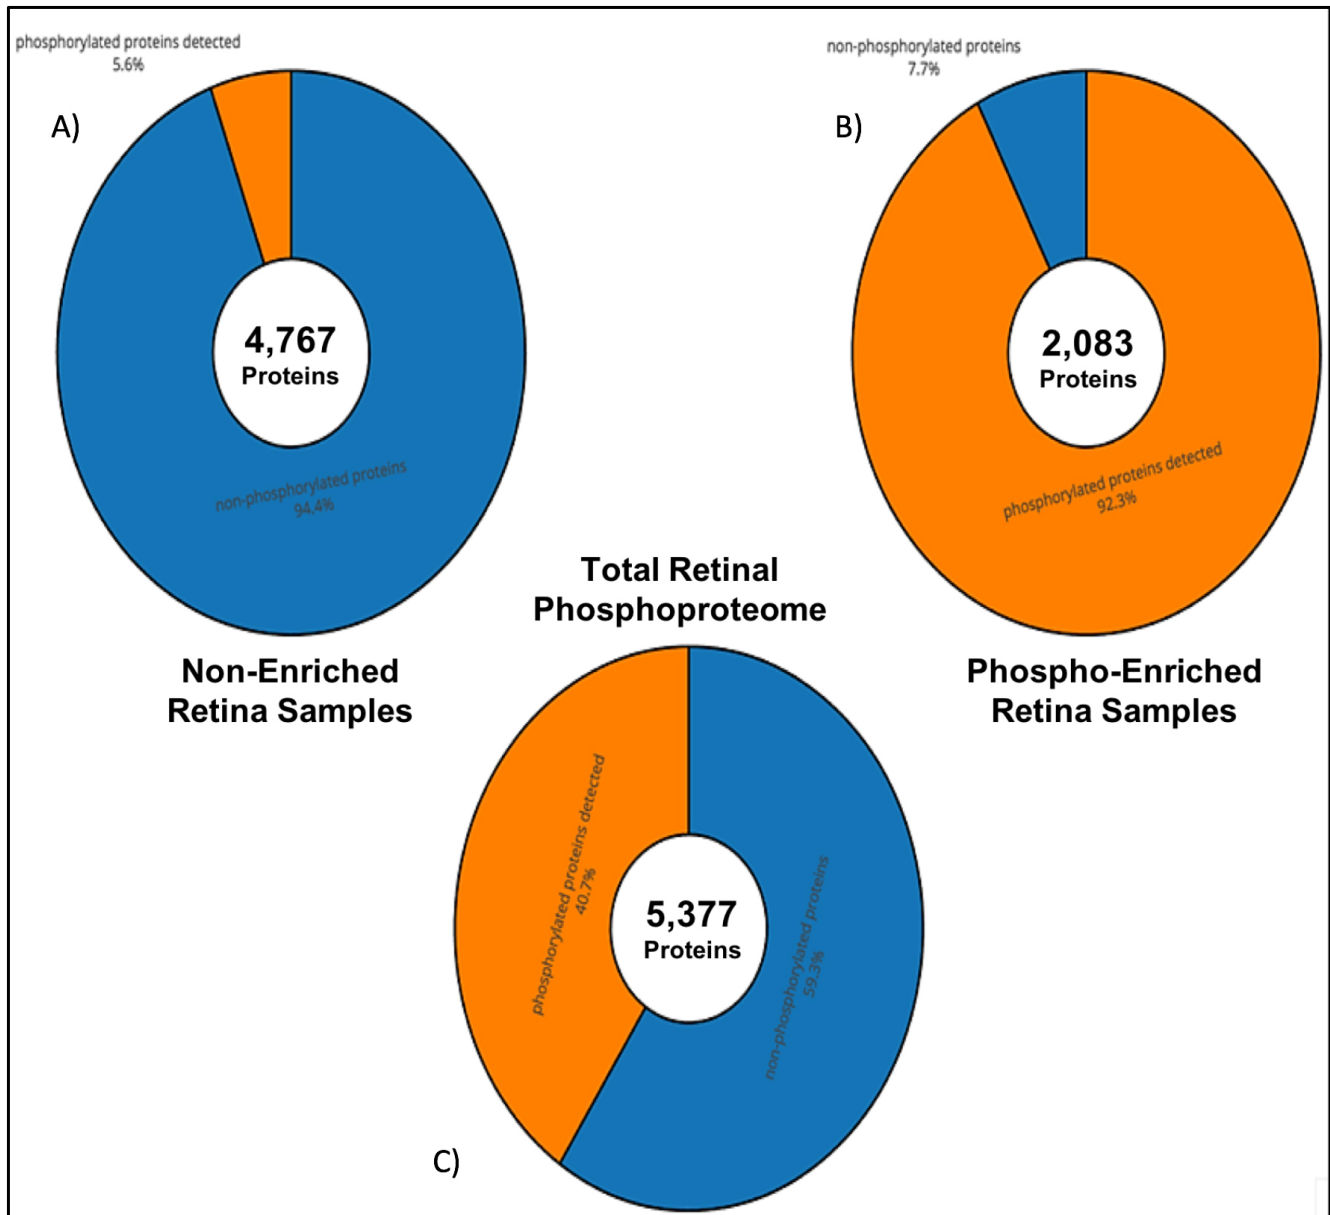 phosphorylated proteins detected
5.6%
A)
4,767
Proteins
non-phosphorylated proteins
94.4%
Non-Enriched
Retina Samples
non-phosphorylated proteins
7.7%
B)
2,083
Proteins
phosphorylated proteins detected
92.3%
Phospho-Enriched
Retina Samples
Total Retinal
Phosphoproteome
phosphorylated proteins detected
40.7%
5,377
Proteins
non-phosphorylated proteins
59.3%
C)